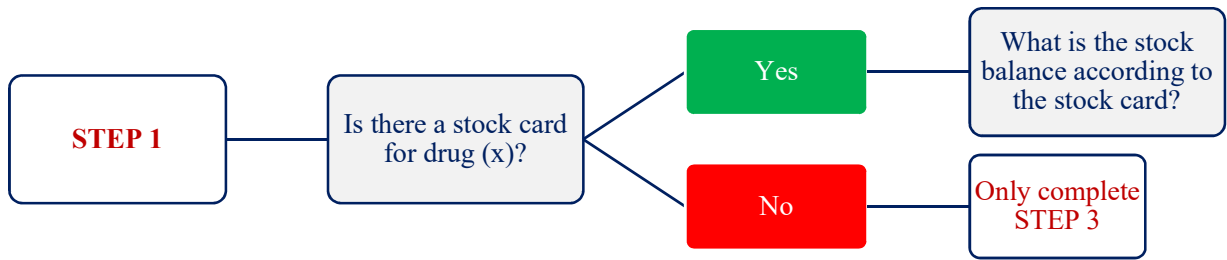 STEP 1
Is there a stock card
for drug (x)?
Yes
What is the stock
balance according to
the stock card?
No
Only complete
STEP 3